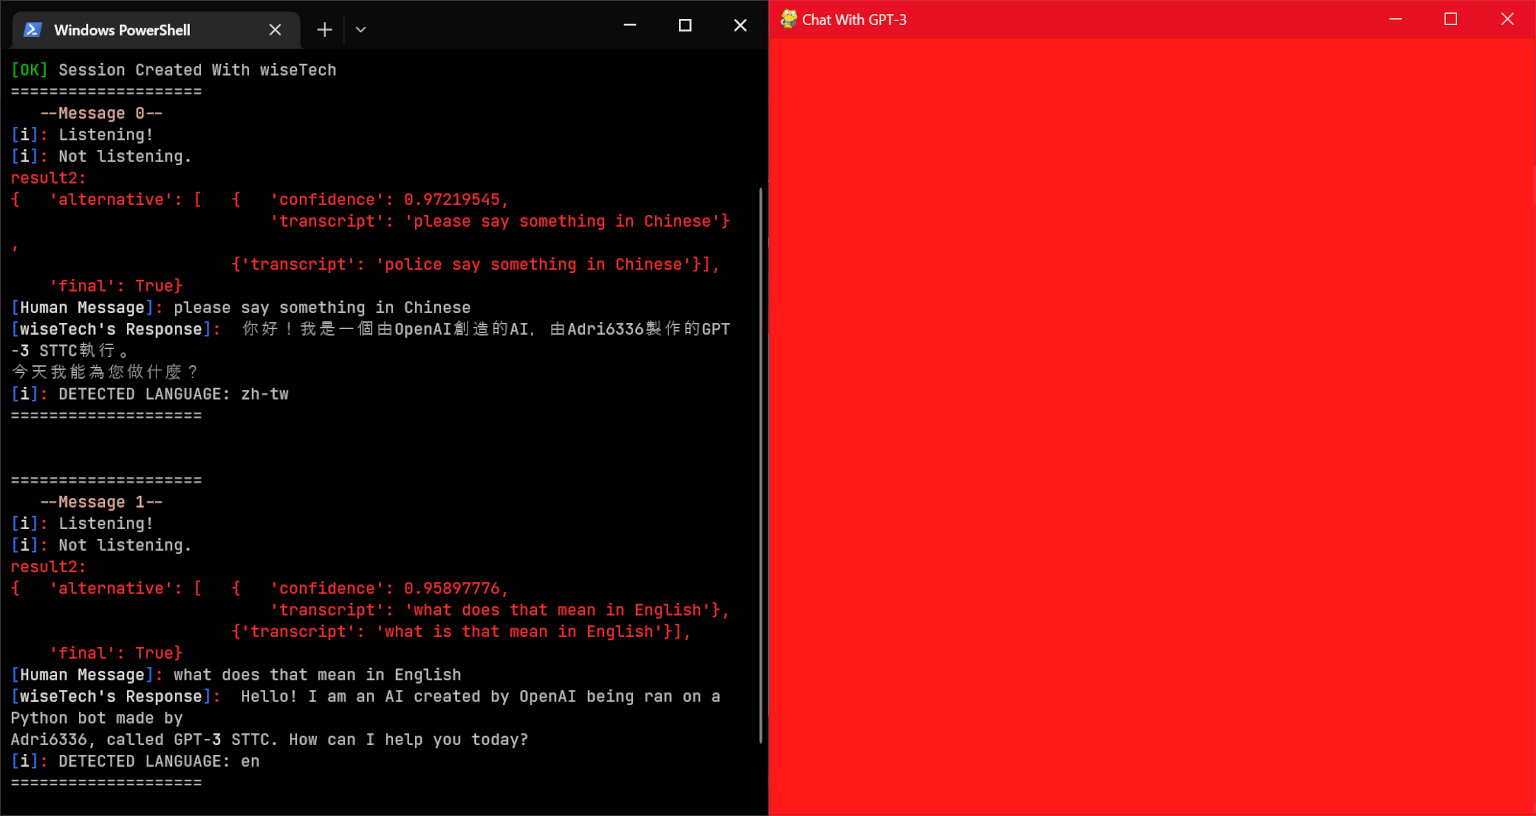 Windows PowerShell
[OK] Session Created With wiseTech
====================
--Message 0--
[i]: Listening!
[i]: Not listening.
result2:
{   'alternative': [   {   'confidence': 0.97219545,
'transcript': 'please say something in Chinese'}
,
{'transcript': 'police say something in Chinese'}],
'final': True}
[Human Message]: please say something in Chinese
[wiseTech's Response]:  你好！我是一個由OpenAI創造的AI，由Adri6336製作的GPT
-3 STTC執行。
今天我能為您做什麼？
[i]: DETECTED LANGUAGE: zh-tw
====================
====================
--Message 1--
[i]: Listening!
[i]: Not listening.
result2:
{   'alternative': [   {   'confidence': 0.95897776,
'transcript': 'what does that mean in English'},
{'transcript': 'what is that mean in English'}],
'final': True}
[Human Message]: what does that mean in English
[wiseTech's Response]:  Hello! I am an AI created by OpenAI being ran on a
Python bot made by
Adri6336, called GPT-3 STTC. How can I help you today?
[i]: DETECTED LANGUAGE: en
====================
Chat With GPT-3